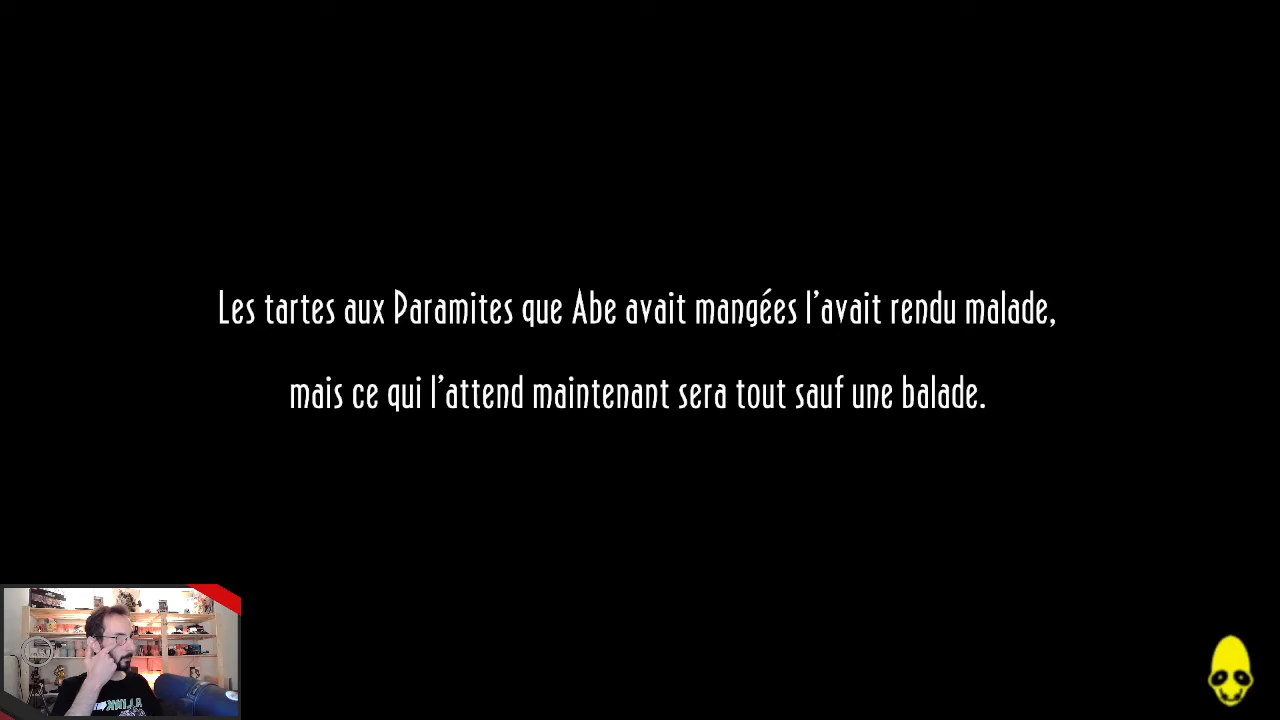 Les tartes aux Paramites que Abe avait mangées l'avait rendu malade,
mais ce qui l'attend maintenant sera tout sauf une balade.